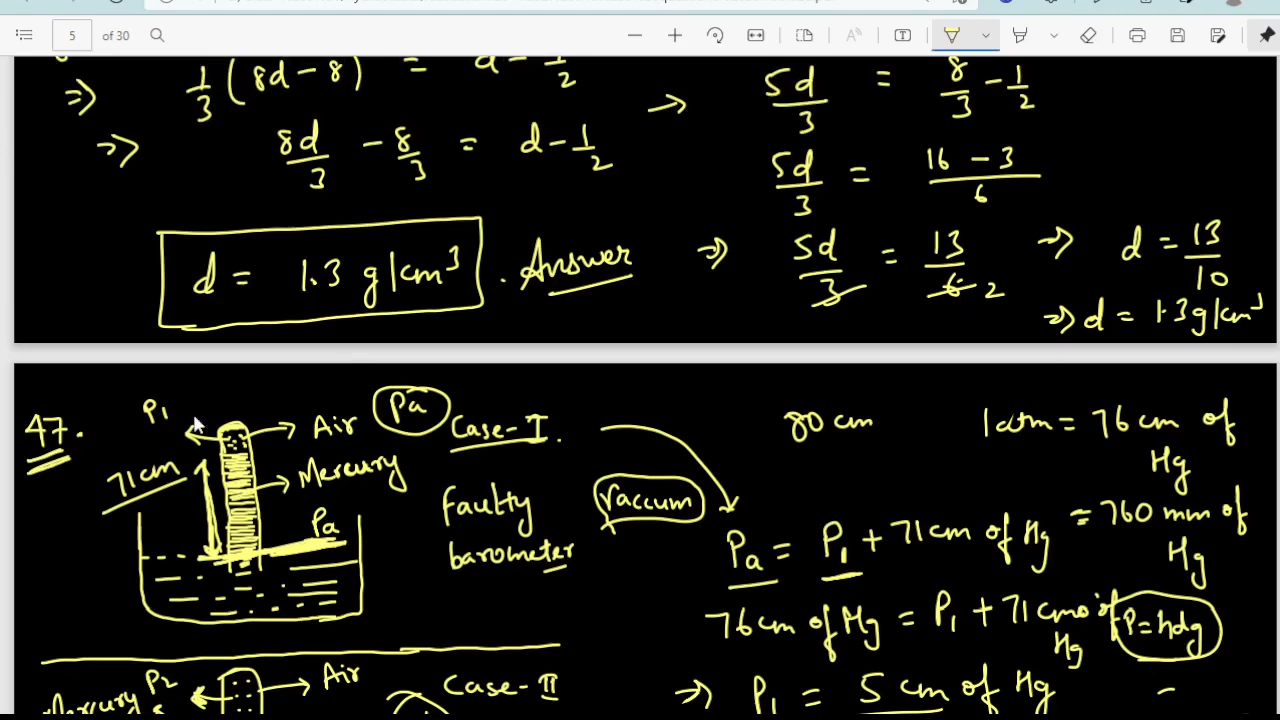 5 of 30
⇒ 1/3 (8d - 8) = d - 1/2
⇒ 8d/3 - 8/3 = d - 1/2
d = 1.3 g/cm³ . Answer
→ 5d/3 = 8/3 - 1/2
5d/3 = 16 - 3/6
⇒ 5d/3 = 13/6 2 ⇒ d = 13/10
⇒ d = 1.3 g/cm³
47. P₁ Air Pa Case-I. 80 cm 1 atm = 76 cm of Hg
71 cm Mercury Faulty barometer vaccum = 760 mm of Hg
Pa
Pa = P₁ + 71 cm of Hg
76 cm of Hg = P₁ + 71 cm of Hg P = hdg
Mercury P₂ Air Case-II ⇒ P₁ = 5 cm of Hg =